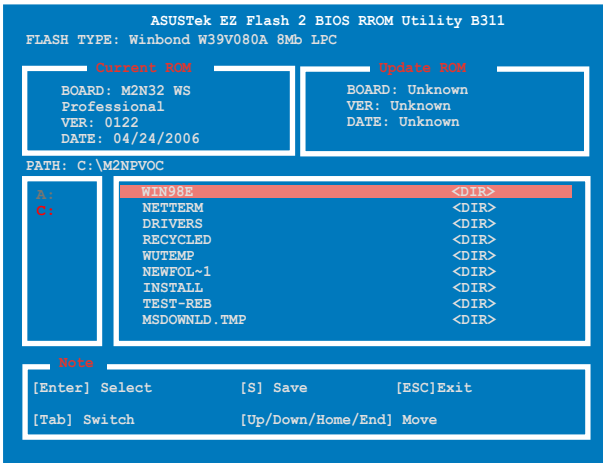 ASUSTek EZ Flash 2 BIOS RROM Utility B311
FLASH TYPE: Winbond W39V080A 8Mb LPC
Current ROM
BOARD: M2N32 WS
Professional
VER: 0122
DATE: 04/24/2006
Update ROM
BOARD: Unknown
VER: Unknown
DATE: Unknown
PATH: C:\M2NPVOC
A:
C:
WIN98E <DIR>
NETTERM <DIR>
DRIVERS <DIR>
RECYCLED <DIR>
WUTEMP <DIR>
NEWFOL~1 <DIR>
INSTALL <DIR>
TEST-REB <DIR>
MSDOWNLD.TMP <DIR>
Note
[Enter] Select [S] Save [ESC]Exit
[Tab] Switch [Up/Down/Home/End] Move